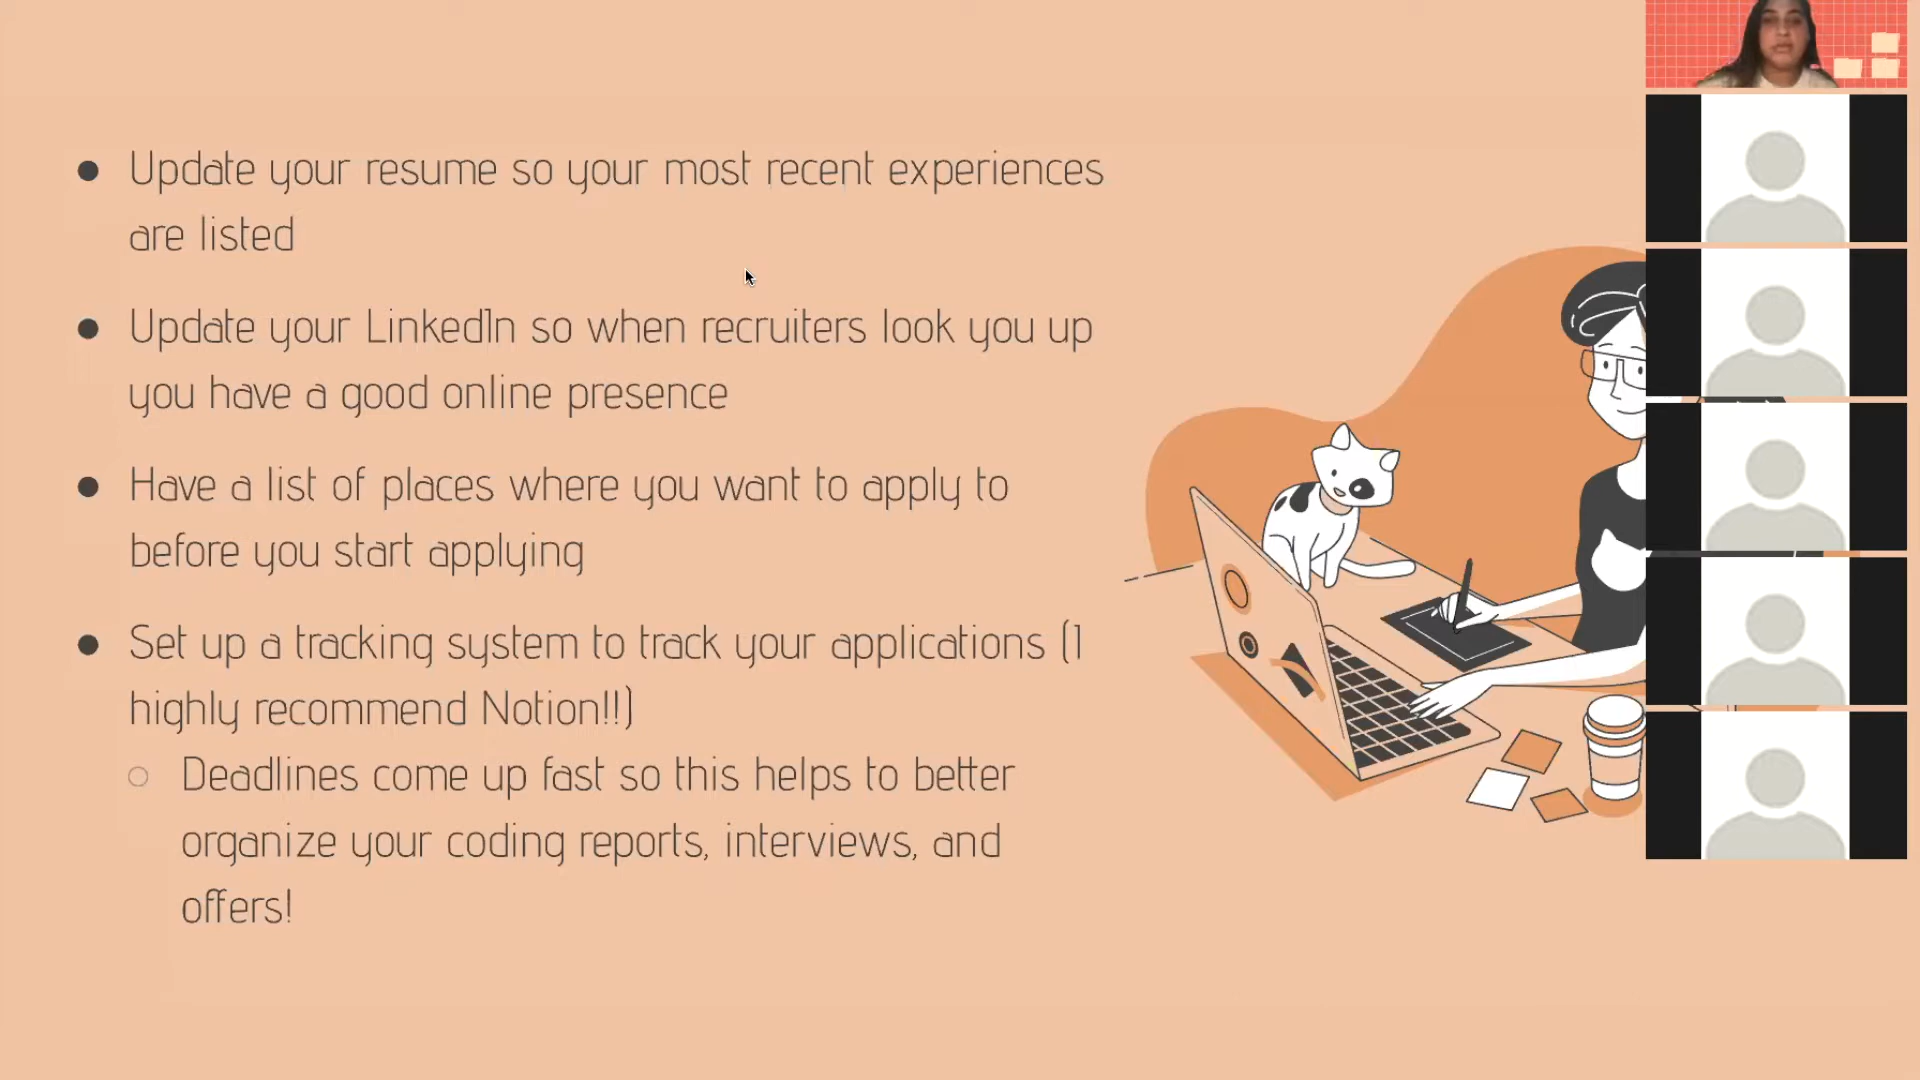 Update your resume so your most recent experiences
are listed
Update your LinkedIn so when recruiters look you up
you have a good online presence
Have a list of places where you want to apply to
before you start applying
Set up a tracking system to track your applications (I
highly recommend Notion!!)
Deadlines come up fast so this helps to better
organize your coding reports, interviews, and
offers!